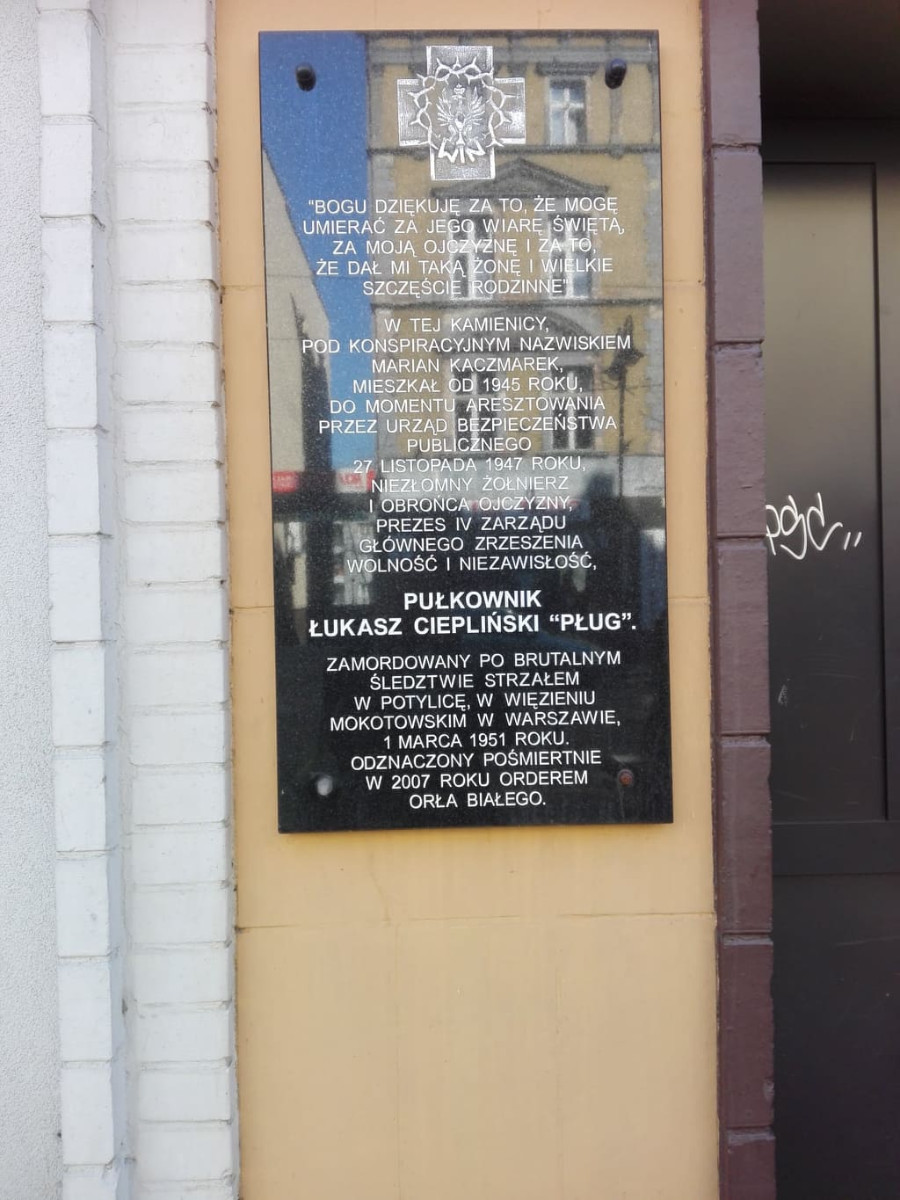 WiN
"BOGU DZIĘKUJĘ ZA TO, ŻE MOGĘ
UMIERAĆ ZA JEGO WIARĘ ŚWIĘTĄ,
ZA MOJĄ OJCZYZNĘ I ZA TO,
ŻE DAŁ MI TAKĄ ŻONĘ I WIELKIE
SZCZĘŚCIE RODZINNE"
W TEJ KAMIENICY,
POD KONSPIRACYJNYM NAZWISKIEM
MARIAN KACZMAREK,
MIESZKAŁ OD 1945 ROKU,
DO MOMENTU ARESZTOWANIA
PRZEZ URZĄD BEZPIECZEŃSTWA
PUBLICZNEGO
27 LISTOPADA 1947 ROKU,
NIEZŁOMNY ŻOŁNIERZ
I OBROŃCA OJCZYZNY,
PREZES IV ZARZĄDU
GŁÓWNEGO ZRZESZENIA
WOLNOŚĆ I NIEZAWISŁOŚĆ,
PUŁKOWNIK
ŁUKASZ CIEPLIŃSKI “PŁUG”.
ZAMORDOWANY PO BRUTALNYM
ŚLEDZTWIE STRZAŁEM
W POTYLICĘ, W WIĘZIENIU
MOKOTOWSKIM W WARSZAWIE,
1 MARCA 1951 ROKU.
ODZNACZONY POŚMIERTNIE
W 2007 ROKU ORDEREM
ORŁA BIAŁEGO.